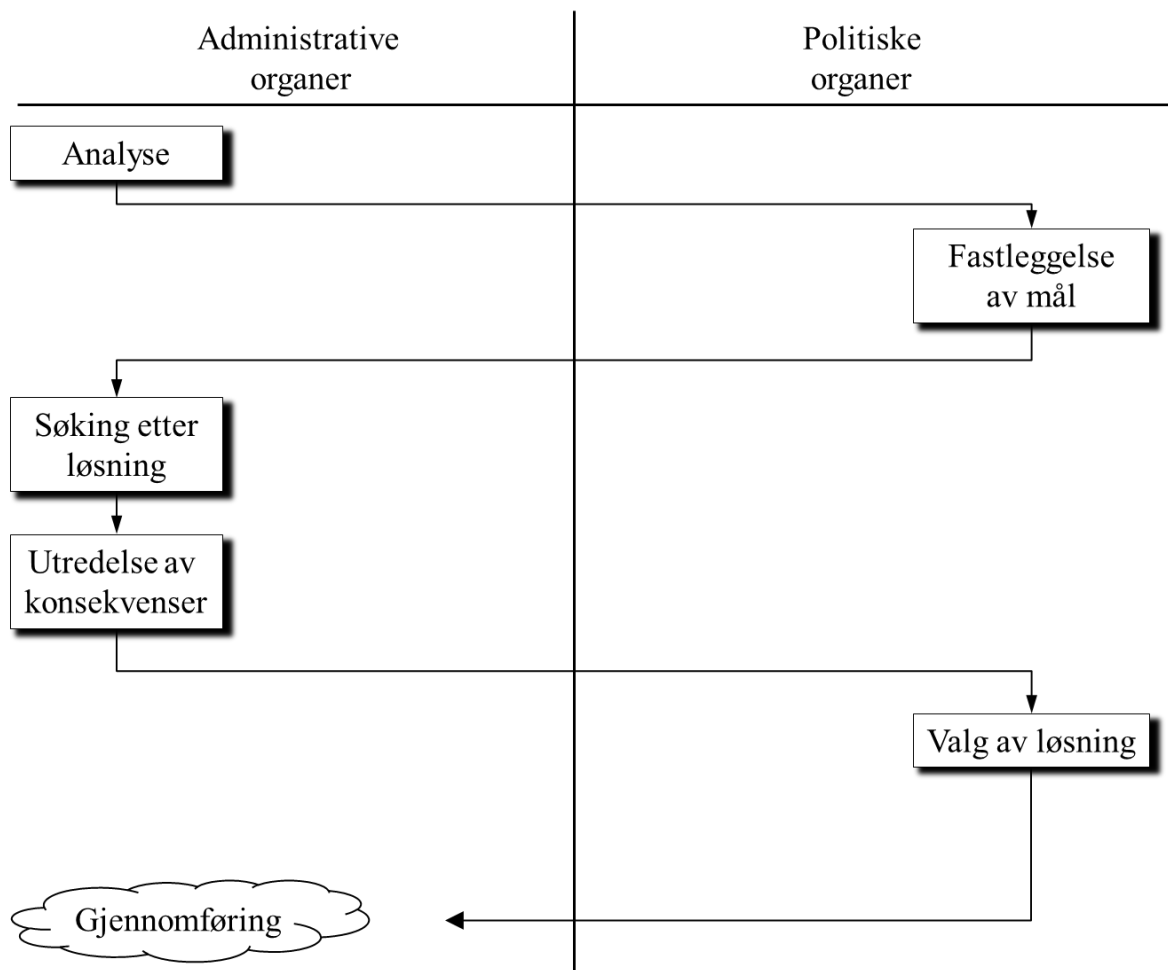 Administrative
organer
Politiske
organer
Analyse
Fastleggelse
av mål
Søking etter
løsning
Utredelse av
konsekvenser
Valg av løsning
Gjennomføring